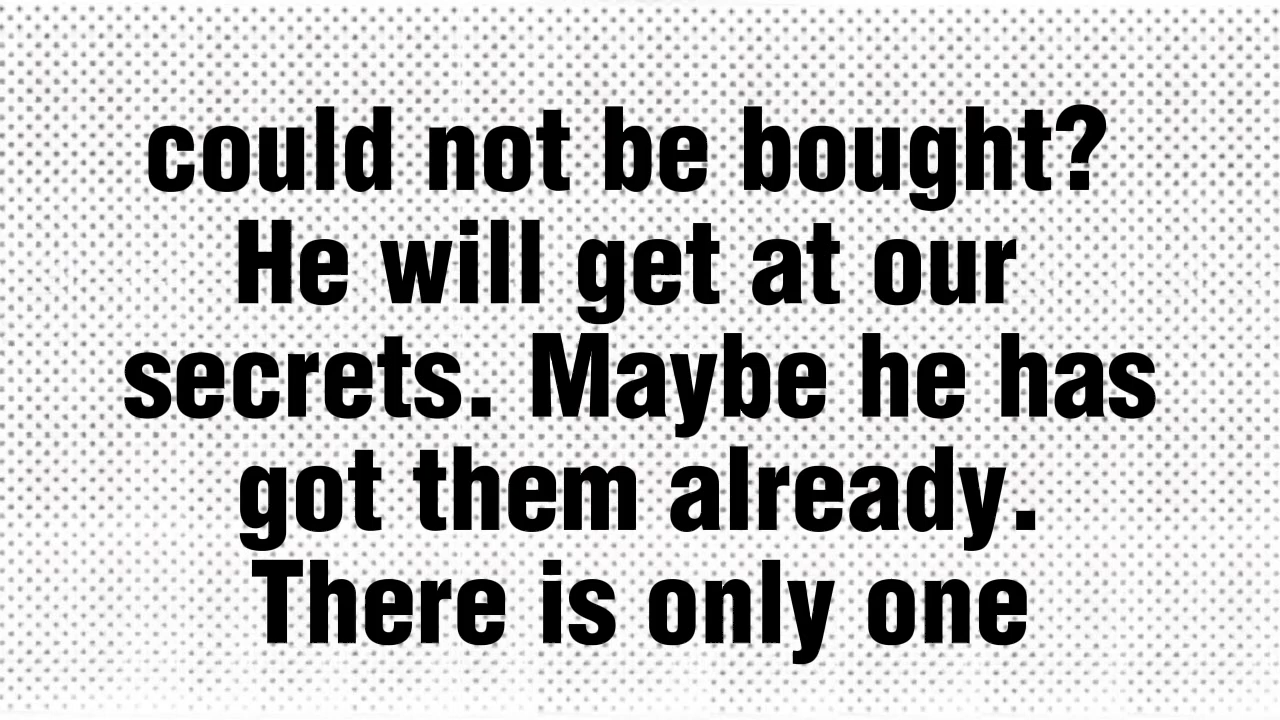 could not be bought?
He will get at our
secrets. Maybe he has
got them already.
There is only one